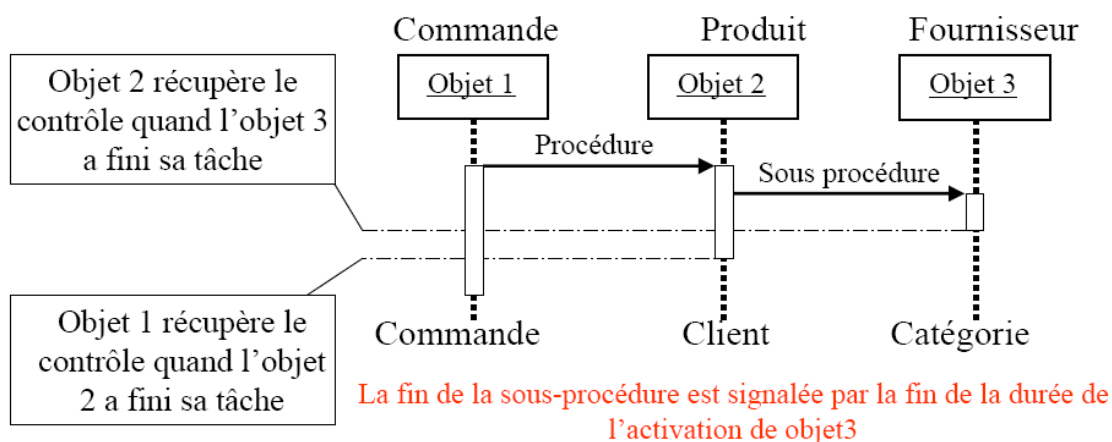 Commande Produit Fournisseur
Objet 2 récupère le
contrôle quand l'objet 3
a fini sa tâche
Objet 1 Objet 2 Objet 3
Procédure
Sous procédure
Objet 1 récupère le
contrôle quand l'objet
2 a fini sa tâche
Commande Client Catégorie
La fin de la sous-procédure est signalée par la fin de la durée de
l'activation de objet3